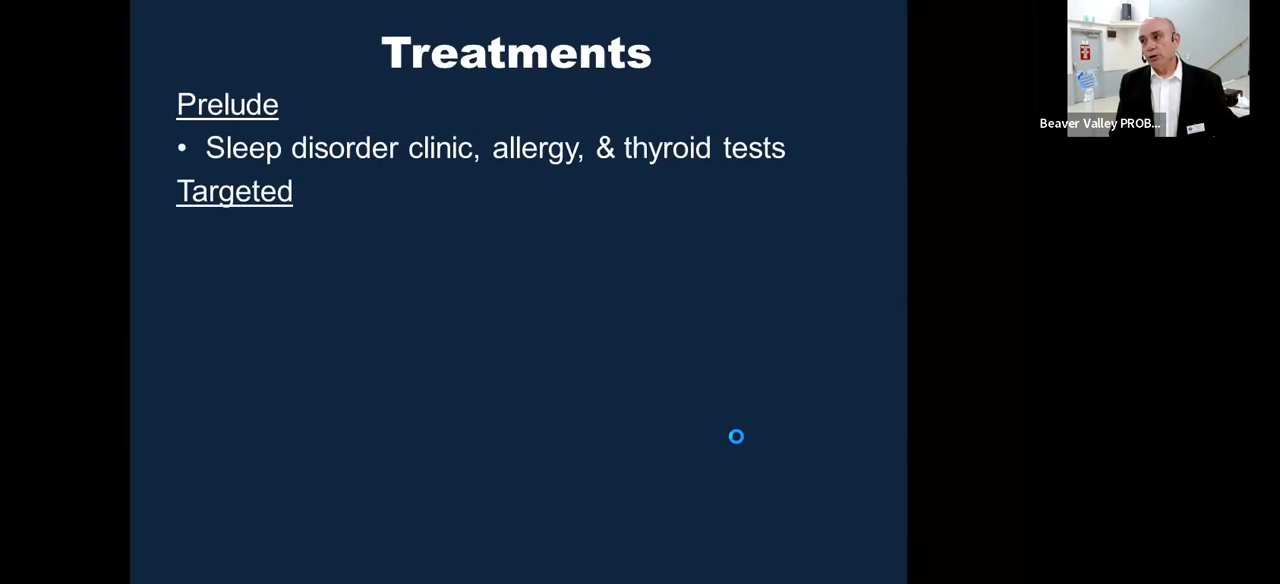 Treatments
Prelude
• Sleep disorder clinic, allergy, & thyroid tests
Targeted
Beaver Valley PROB...